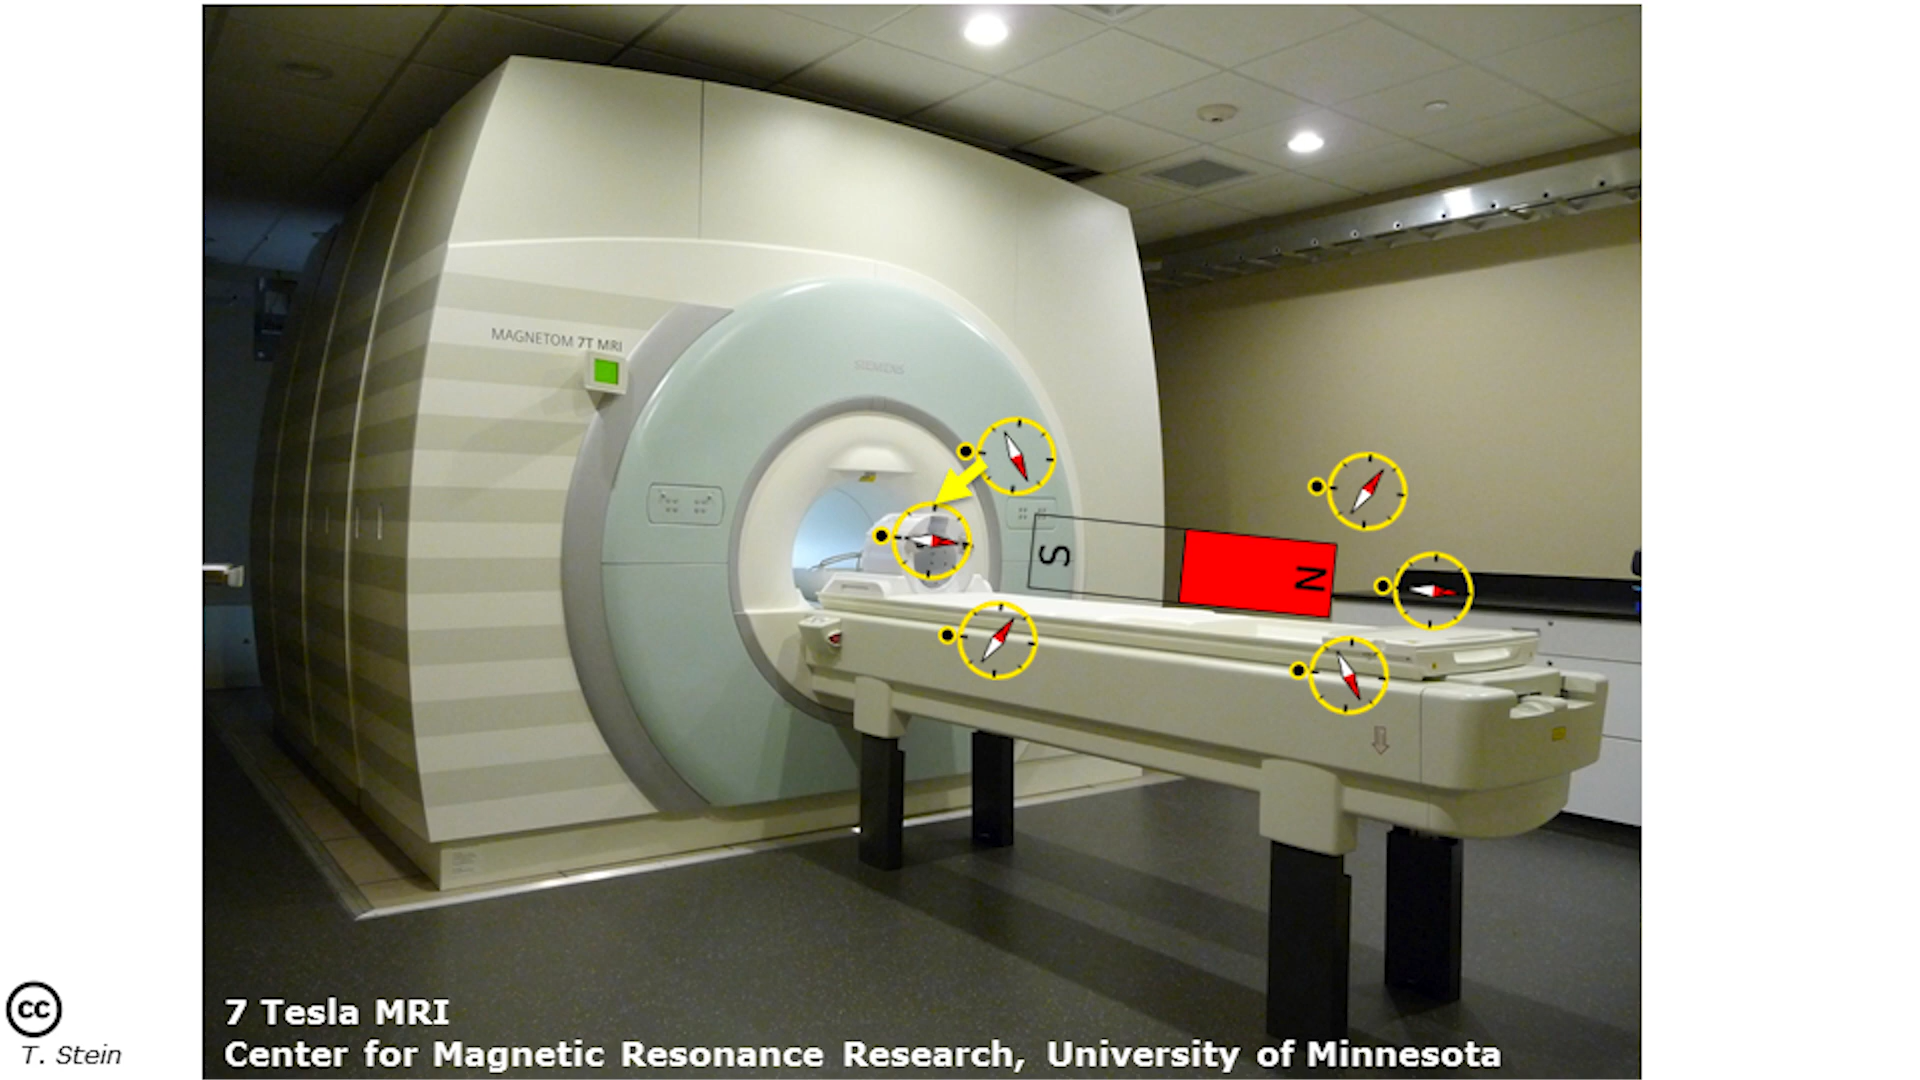 MAGNETOM 7T MRI
SIEMENS
S
N
cc
T. Stein
7 Tesla MRI
Center for Magnetic Resonance Research, University of Minnesota